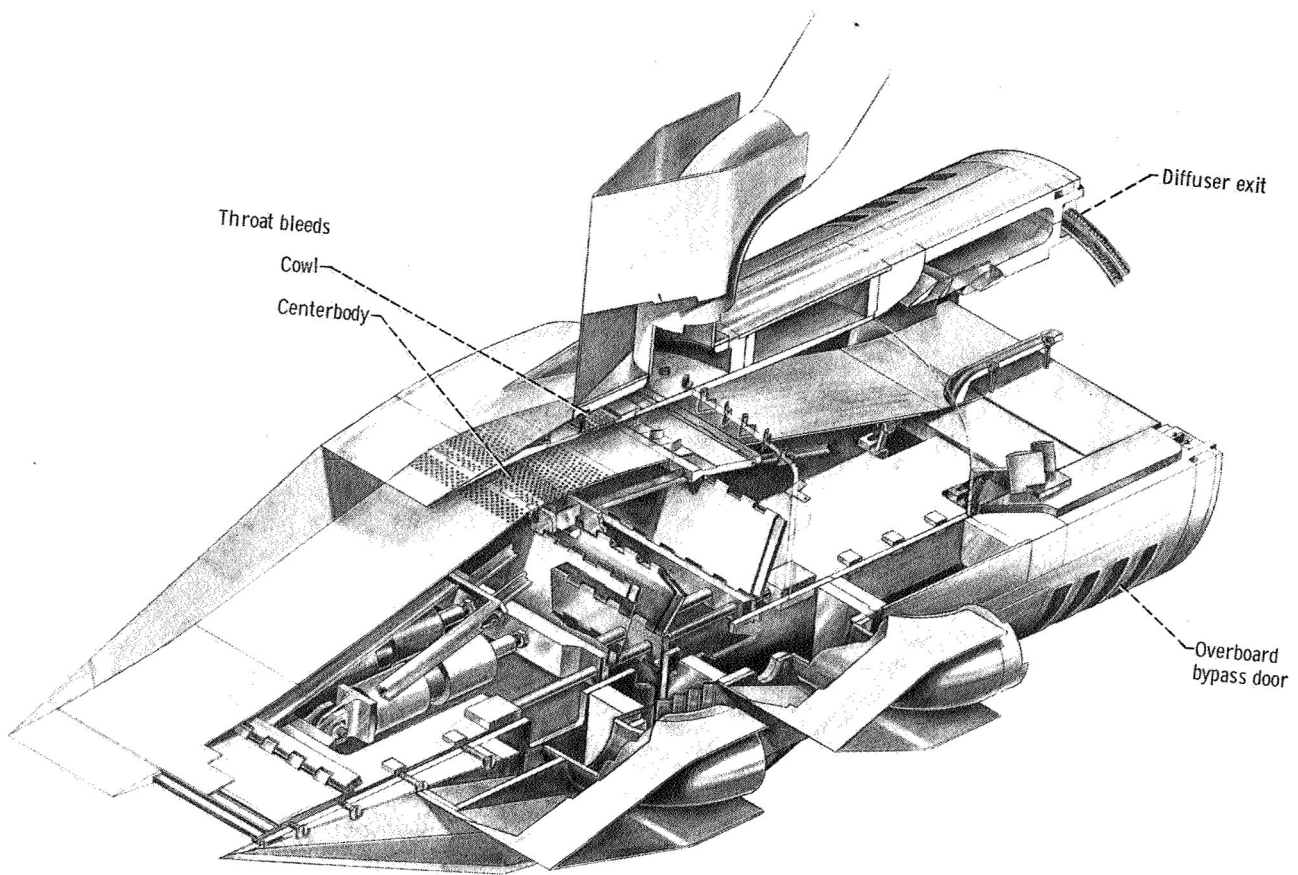 Throat bleeds
Cowl
Centerbody
Diffuser exit
Overboard
bypass door